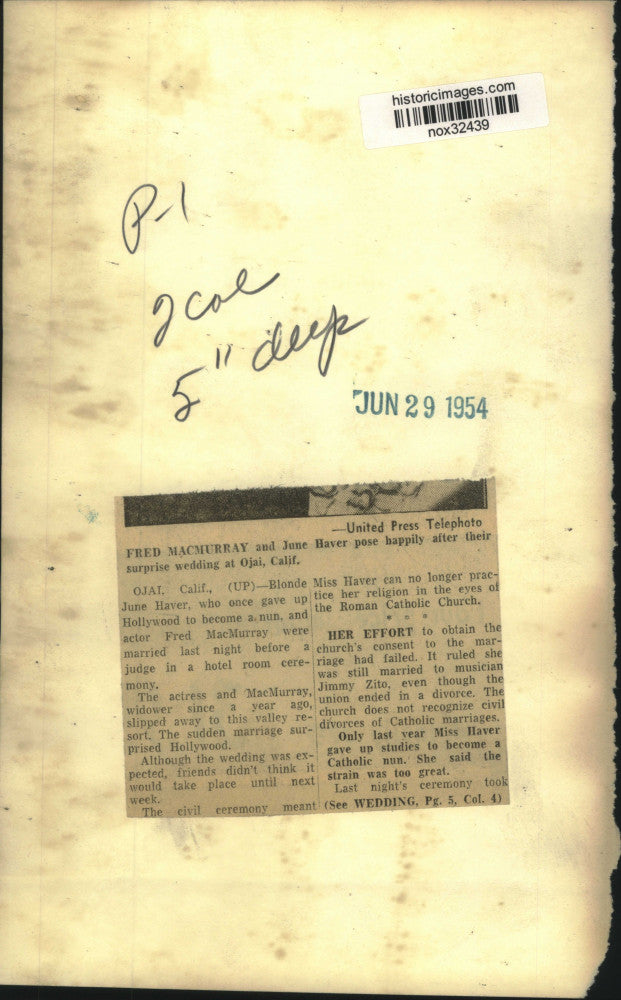 historicimages.com
nox32439
P-1
2 col
5" deep
JUN 29 1954
—United Press Telephoto
FRED MACMURRAY and June Haver pose happily after their
surprise wedding at Ojai, Calif.
OJAI, Calif., (UP)—Blonde
June Haver, who once gave up
Hollywood to become a nun, and
actor Fred MacMurray were
married last night before a
judge in a hotel room cere-
mony.
The actress and MacMurray,
widower since a year ago,
slipped away to this valley re-
sort. The sudden marriage sur-
prised Hollywood.
Although the wedding was ex-
pected, friends didn't think it
would take place until next
week.
The civil ceremony meant
Miss Haver can no longer prac-
tice her religion in the eyes of
the Roman Catholic Church.
* * *
HER EFFORT to obtain the
church's consent to the mar-
riage had failed. It ruled she
was still married to musician
Jimmy Zito, even though the
union ended in a divorce. The
church does not recognize civil
divorces of Catholic marriages.
Only last year Miss Haver
gave up studies to become a
Catholic nun. She said the
strain was too great.
Last night's ceremony took
(See WEDDING, Pg. 5, Col. 4)